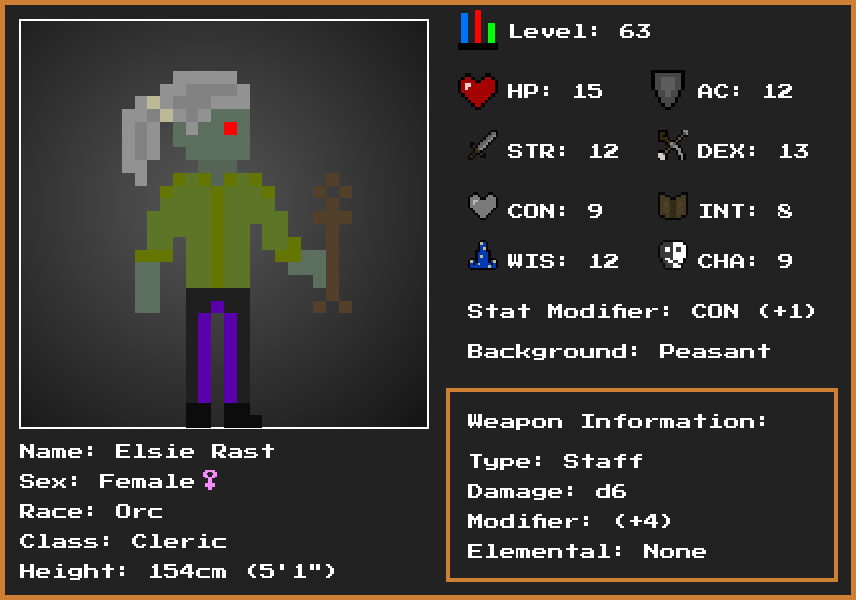 Level: 63
HP: 15
AC: 12
STR: 12
DEX: 13
CON: 9
INT: 8
WIS: 12
CHA: 9
Stat Modifier: CON (+1)
Background: Peasant
Weapon Information:
Type: Staff
Damage: d6
Modifier: (+4)
Elemental: None
Name: Elsie Rast
Sex: Female♀
Race: Orc
Class: Cleric
Height: 154cm (5'1")